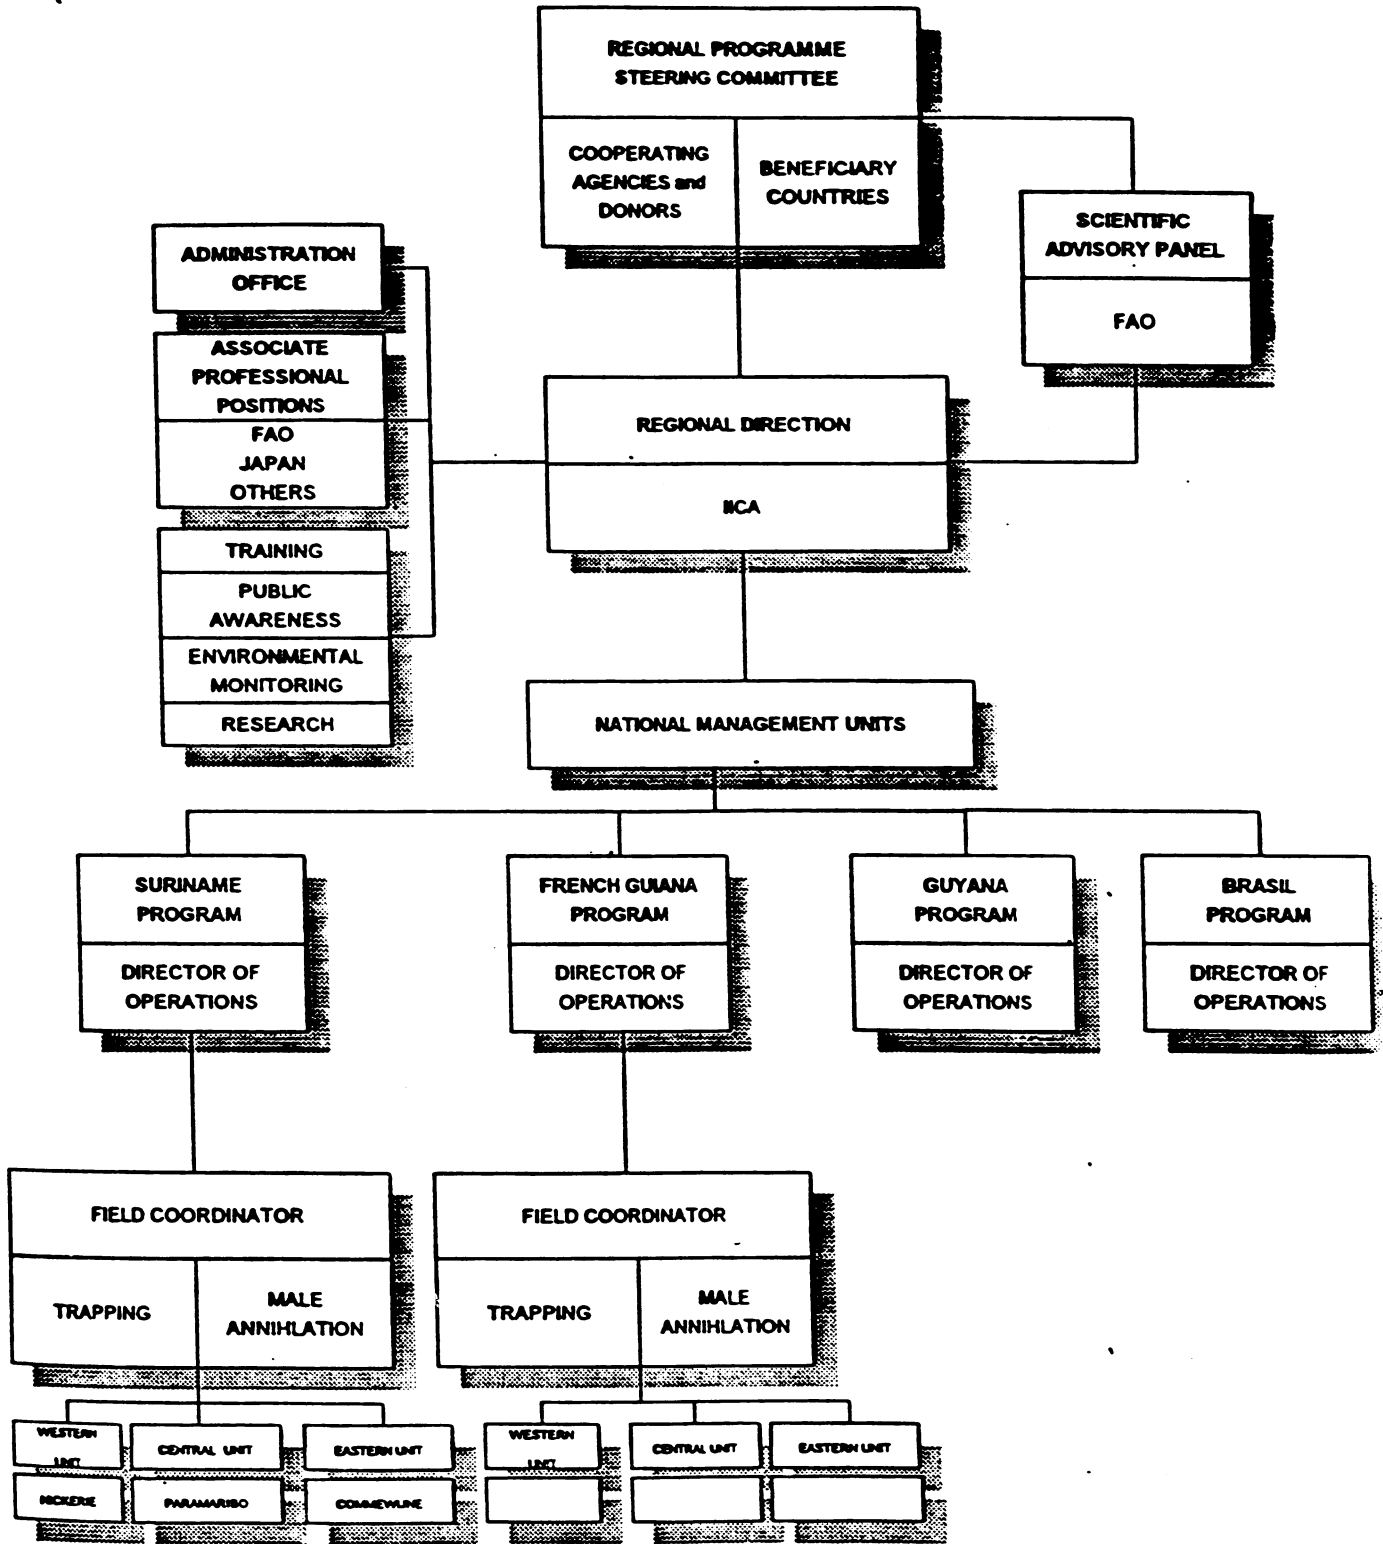 REGIONAL PROGRAMME
STEERING COMMITTEE
COOPERATING
AGENCIES and
DONORS
BENEFICIARY
COUNTRIES
SCIENTIFIC
ADVISORY PANEL
FAO
ADMINISTRATION
OFFICE
ASSOCIATE
PROFESSIONAL
POSITIONS
FAO
JAPAN
OTHERS
TRAINING
PUBLIC
AWARENESS
ENVIRONMENTAL
MONITORING
RESEARCH
REGIONAL DIRECTION
IICA
NATIONAL MANAGEMENT UNITS
SURINAME
PROGRAM
DIRECTOR OF
OPERATIONS
FRENCH GUIANA
PROGRAM
DIRECTOR OF
OPERATIONS
GUYANA
PROGRAM
DIRECTOR OF
OPERATIONS
BRASIL
PROGRAM
DIRECTOR OF
OPERATIONS
FIELD COORDINATOR
TRAPPING
MALE
ANNIHLATION
FIELD COORDINATOR
TRAPPING
MALE
ANNIHLATION
WESTERN
UNIT
NICKERIE
CENTRAL UNIT
PARAMARIBO
EASTERN UNIT
COMMEWIJNE
WESTERN
UNIT
CENTRAL UNIT
EASTERN UNIT